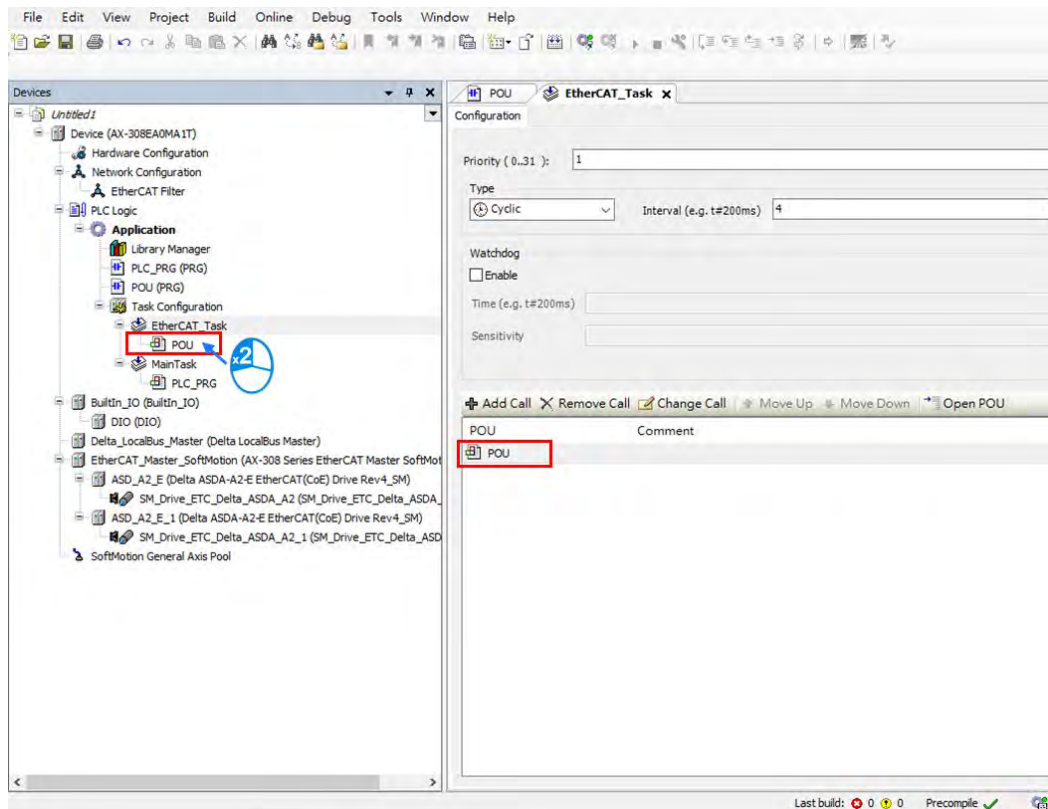 File Edit View Project Build Online Debug Tools Window Help
Devices
Untitled1
Device (AX-308EA0MA1T)
Hardware Configuration
Network Configuration
EtherCAT Filter
PLC Logic
Application
Library Manager
PLC_PRG (PRG)
POU (PRG)
Task Configuration
EtherCAT_Task
POU
x2
MainTask
PLC_PRG
BuiltIn_IO (BuiltIn_IO)
DIO (DIO)
Delta_LocalBus_Master (Delta LocalBus Master)
EtherCAT_Master_SoftMotion (AX-308 Series EtherCAT Master SoftMot
ASD_A2_E (Delta ASDA-A2-E EtherCAT(CoE) Drive Rev4_SM)
SM_Drive_ETC_Delta_ASDA_A2 (SM_Drive_ETC_Delta_ASDA_
ASD_A2_E_1 (Delta ASDA-A2-E EtherCAT(CoE) Drive Rev4_SM)
SM_Drive_ETC_Delta_ASDA_A2_1 (SM_Drive_ETC_Delta_ASD
SoftMotion General Axis Pool
POU EtherCAT_Task
Configuration
Priority ( 0..31 ): 1
Type
Cyclic Interval (e.g. t#200ms) 4
Watchdog
Enable
Time (e.g. t#200ms)
Sensitivity
Add Call Remove Call Change Call Move Up Move Down Open POU
POU Comment
POU
Last build: 0 0 Precompile